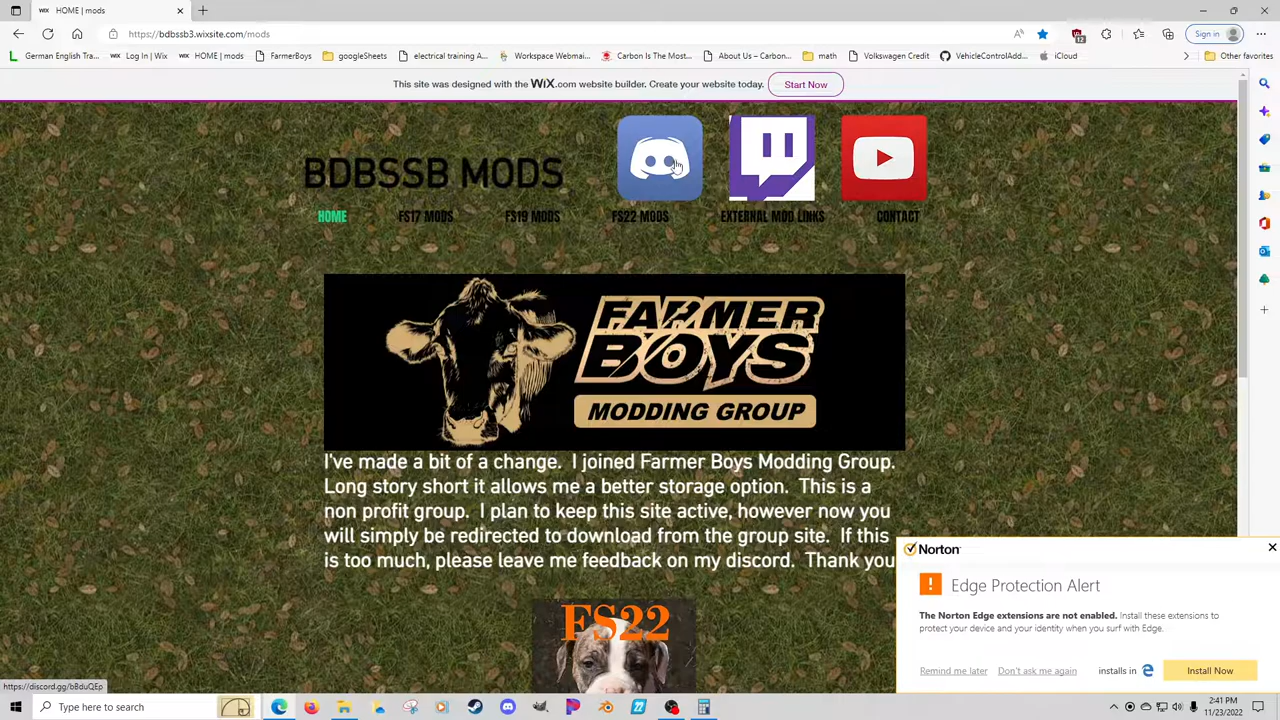 HOME | mods
https://bdbssb3.wixsite.com/mods
Sign in
12
German English Tra...
Log In | Wix
HOME | mods
FarmerBoys
googleSheets
electrical training ...
Workspace Webmai...
Carbon Is The Most...
About Us – Carbon...
math
Volkswagen Credit
VehicleControlAdd...
iCloud
Other favorites
This site was designed with the WiX.com website builder. Create your website today.
Start Now
BDBSSB MODS
HOME
FS17 MODS
FS19 MODS
FS22 MODS
EXTERNAL MOD LINKS
CONTACT
FARMER
BOYS
MODDING GROUP
I've made a bit of a change. I joined Farmer Boys Modding Group.
Long story short it allows me a better storage option. This is a
non profit group. I plan to keep this site active, however now you
will simply be redirected to download from the group site. If this
is too much, please leave me feedback on my discord. Thank you
FS22
Norton
Edge Protection Alert
The Norton Edge extensions are not enabled. Install these extensions to
protect your device and your identity when you surf with Edge.
Remind me later
Don't ask me again
installs in
Install Now
https://discord.gg/bBduQEp
Type here to search
2:41 PM
11/23/2022